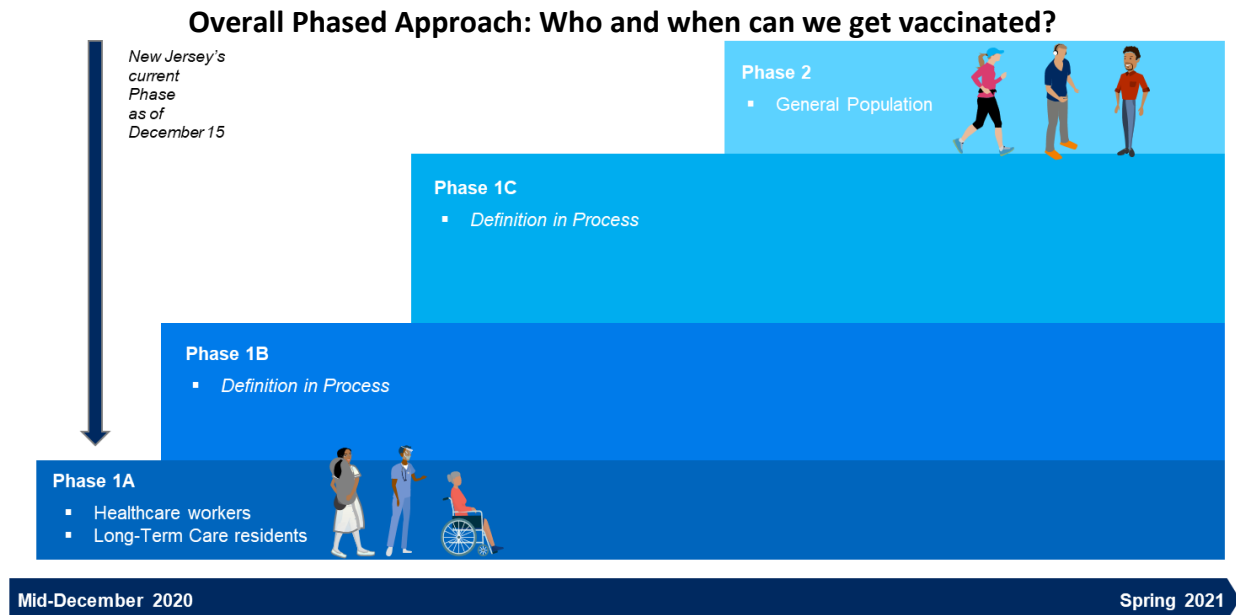 Overall Phased Approach: Who and when can we get vaccinated?
New Jersey's
current
Phase
as of
December 15
Phase 2
▪ General Population
Phase 1C
▪ Definition in Process
Phase 1B
▪ Definition in Process
Phase 1A
▪ Healthcare workers
▪ Long-Term Care residents
Mid-December 2020
Spring 2021